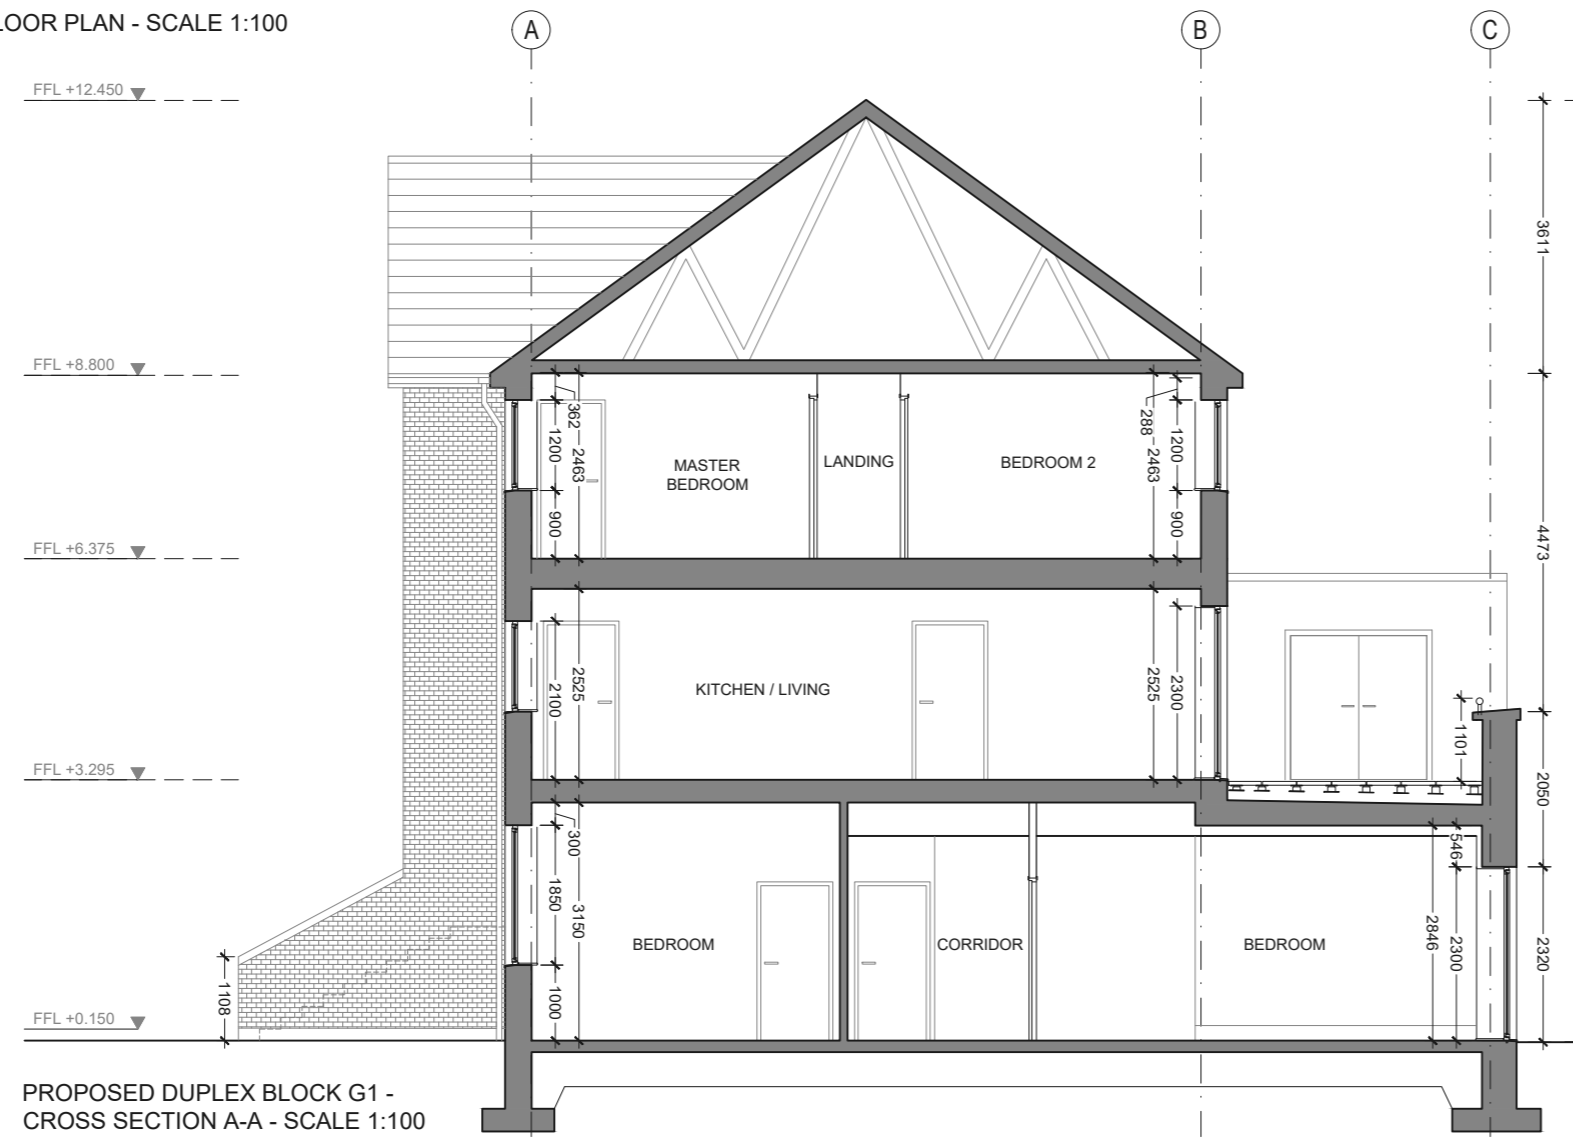 LOOR PLAN - SCALE 1:100
A
B
C
FFL +12.450
3611
FFL +8.800
362
1200
2463
900
MASTER
BEDROOM
LANDING
BEDROOM 2
288
2463
1200
900
4473
FFL +6.375
2100
2525
KITCHEN / LIVING
2525
2300
1101
2050
FFL +3.295
300
1850
3150
1000
BEDROOM
CORRIDOR
BEDROOM
546
2846
2300
2320
1108
FFL +0.150
PROPOSED DUPLEX BLOCK G1 -
CROSS SECTION A-A - SCALE 1:100